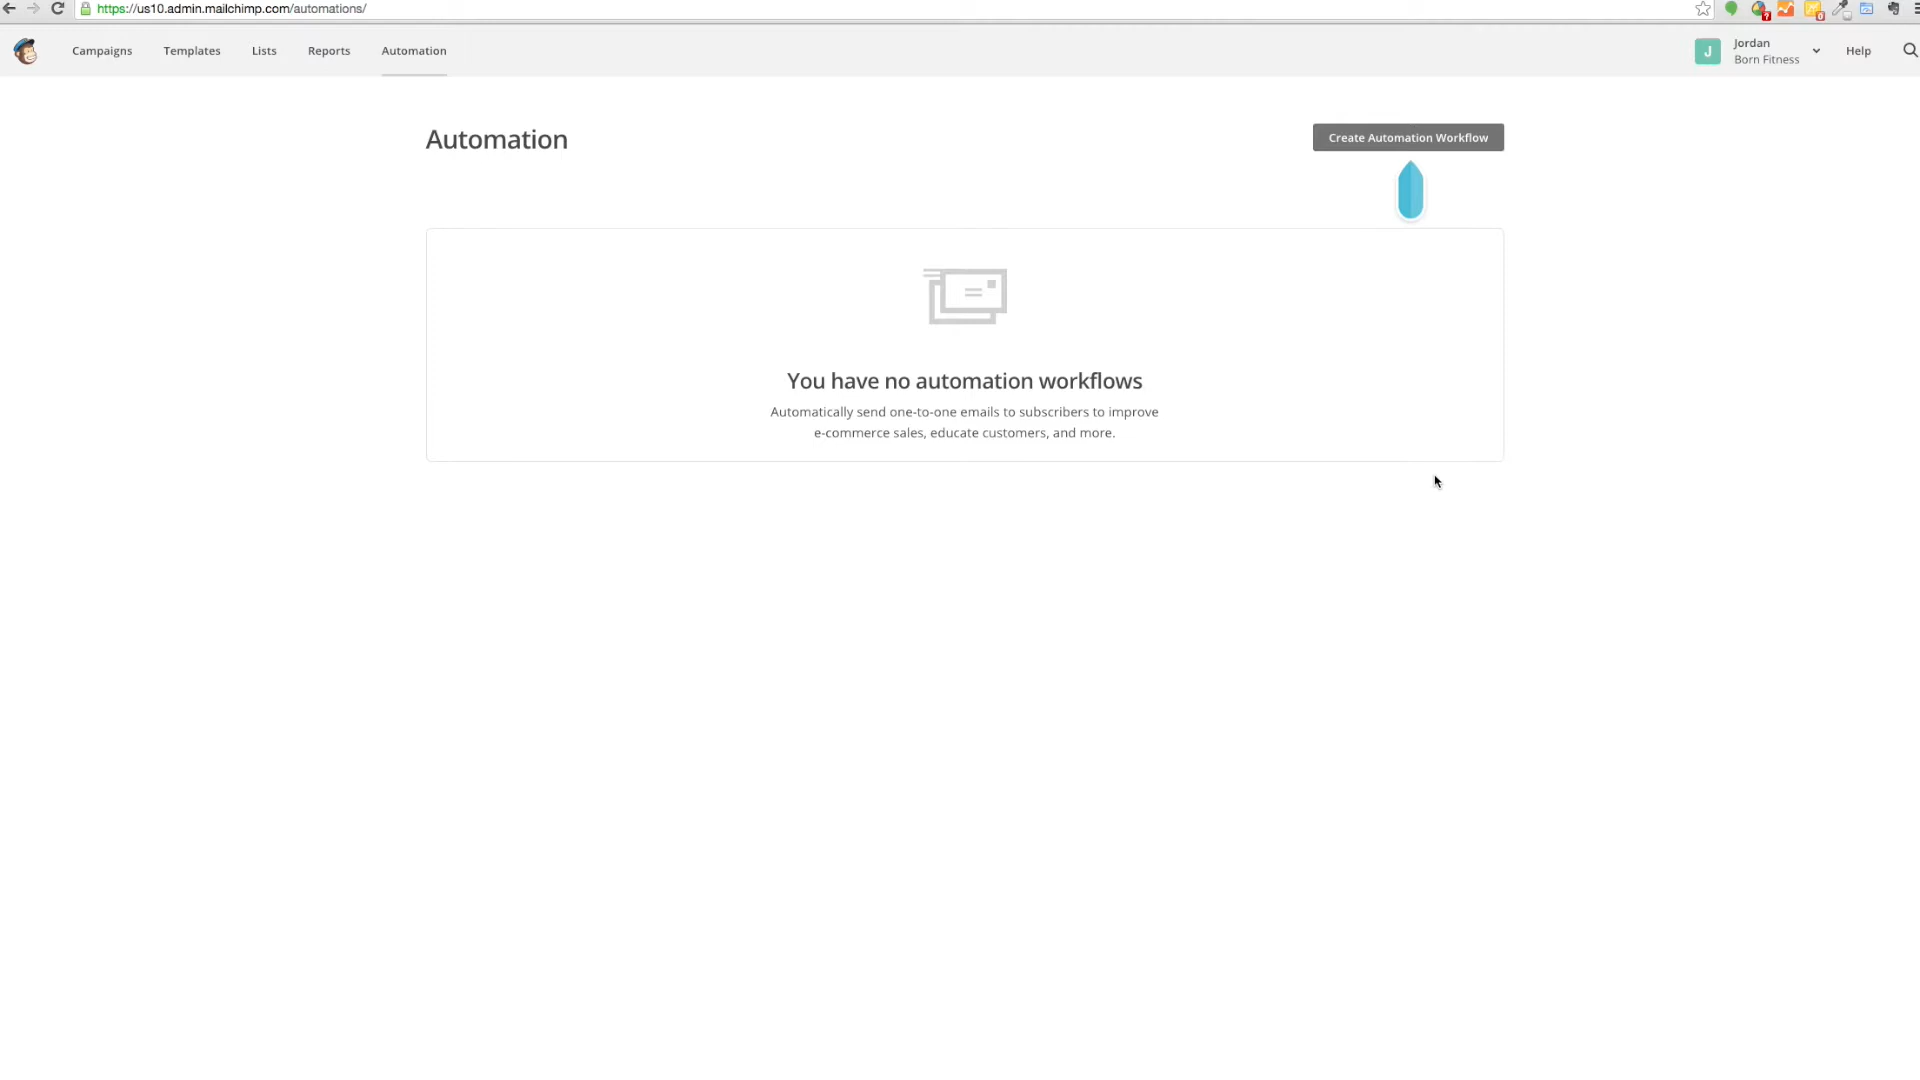 https://us10.admin.mailchimp.com/automations/
Campaigns Templates Lists Reports Automation
J
Jordan
Born Fitness
Help
Automation
Create Automation Workflow
You have no automation workflows
Automatically send one-to-one emails to subscribers to improve
e-commerce sales, educate customers, and more.